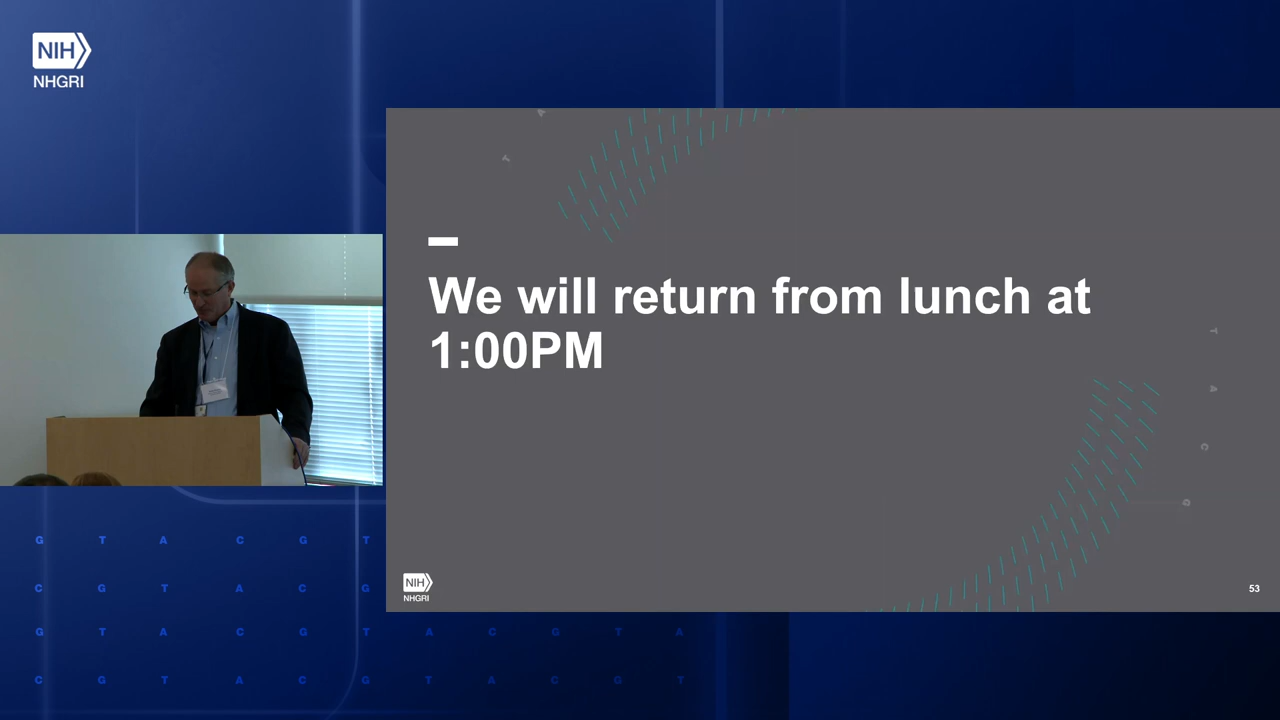 NIH
NHGRI
We will return from lunch at
1:00PM
NIH
NHGRI
53
G T A C G T
C G T A C G
G T A C G T A C G T A
C G T A C G T A C G T